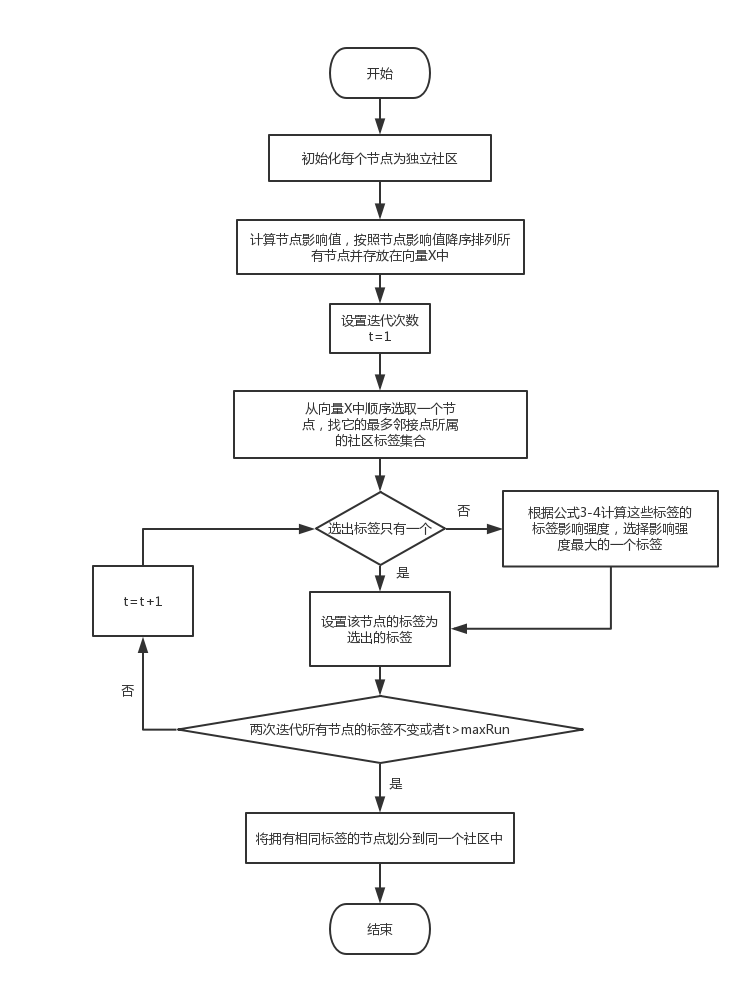 开始
初始化每个节点为独立社区
计算节点影响值，按照节点影响值降序排列所
有节点并存放在向量X中
设置迭代次数
t=1
从向量X中顺序选取一个节
点，找它的最多邻接点所属
的社区标签集合
选出标签只有一个
否
根据公式3-4计算这些标签的
标签影响强度，选择影响强
度最大的一个标签
是
t=t+1
设置该节点的标签为
选出的标签
否
两次迭代所有节点的标签不变或者t>maxRun
是
将拥有相同标签的节点划分到同一个社区中
结束